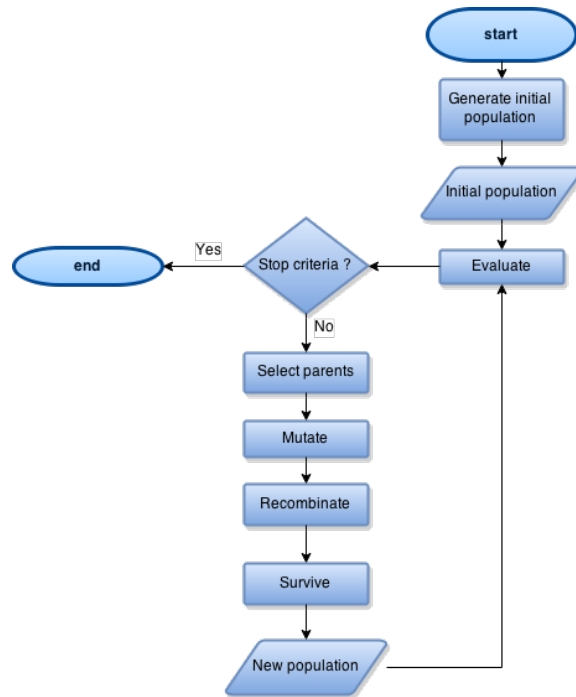 start
Generate initial
population
Initial population
Evaluate
Stop criteria ?
Yes
end
No
Select parents
Mutate
Recombinate
Survive
New population